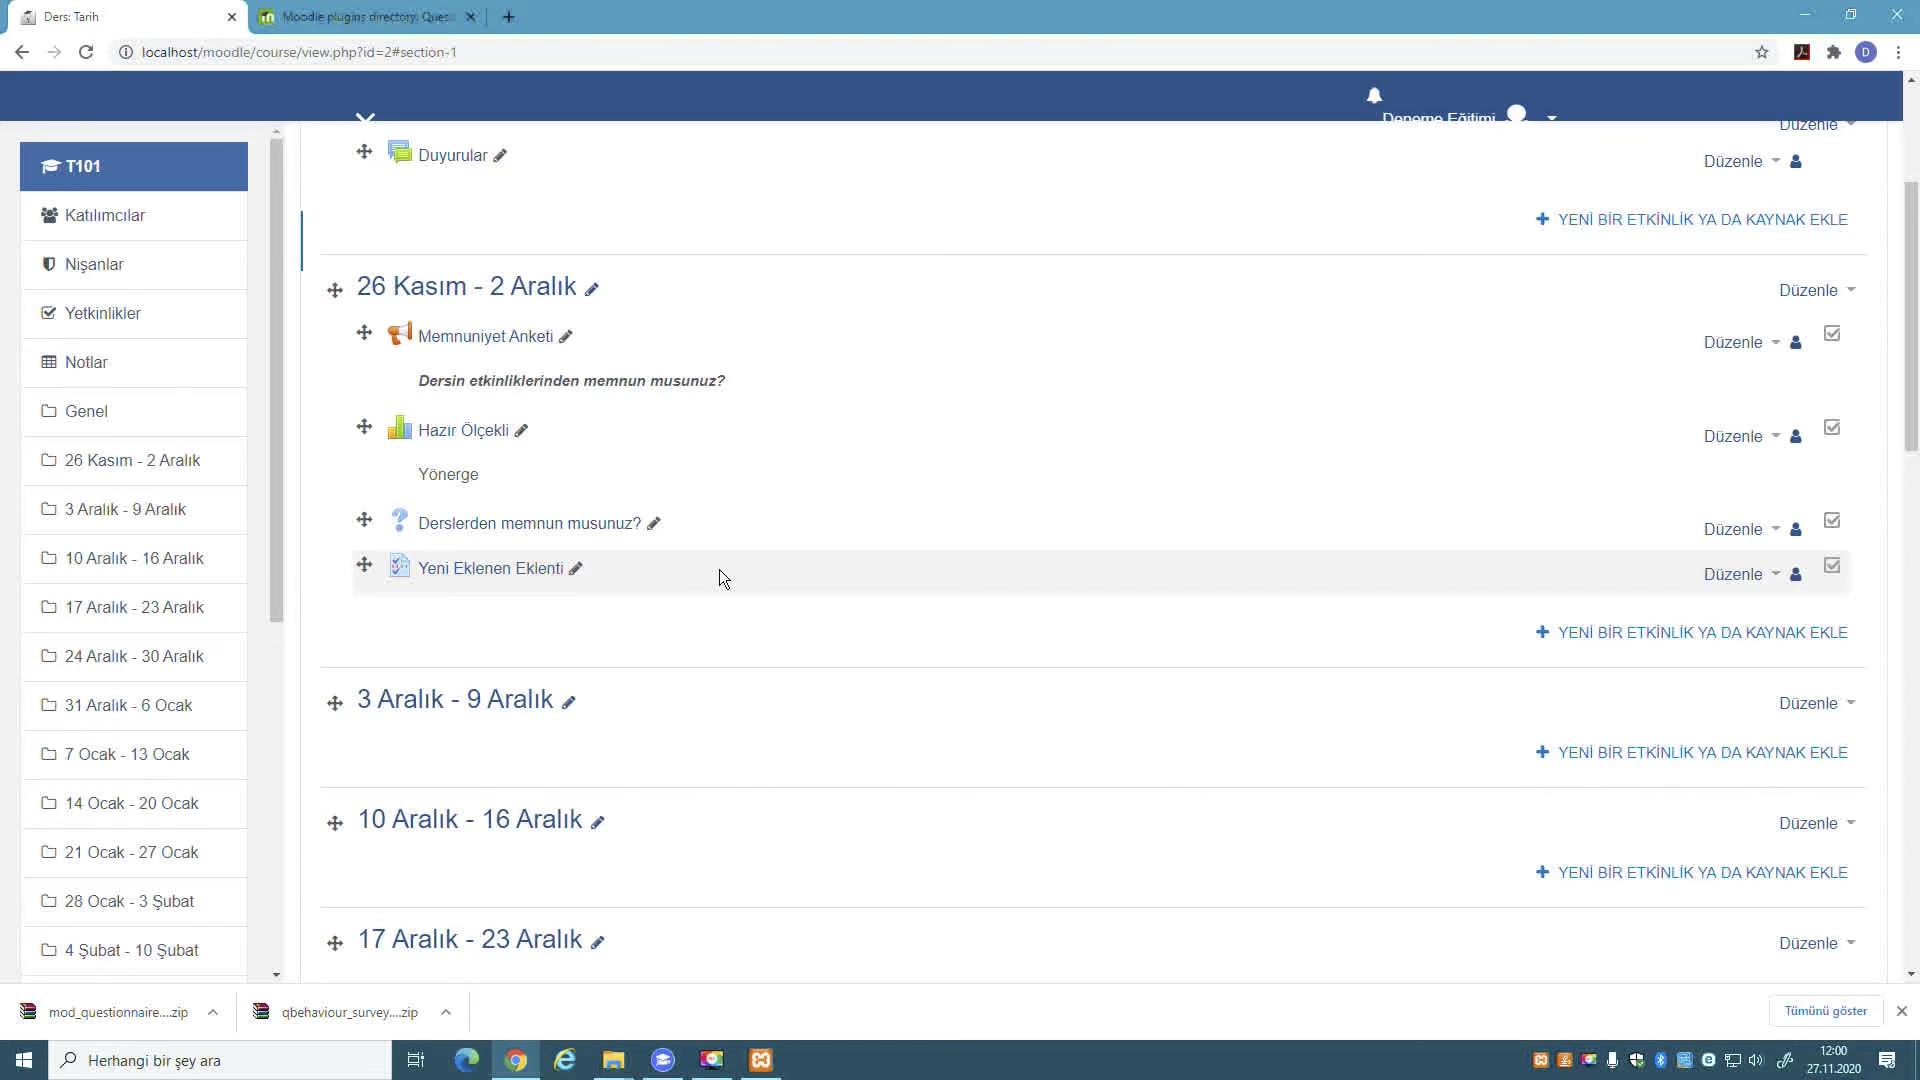 Ders: Tarih
Moodle plugins directory: Ques
localhost/moodle/course/view.php?id=2#section-1
D
Deneme Eğitimi
Düzenle
T101
Katılımcılar
Nişanlar
Yetkinlikler
Notlar
Genel
26 Kasım - 2 Aralık
3 Aralık - 9 Aralık
10 Aralık - 16 Aralık
17 Aralık - 23 Aralık
24 Aralık - 30 Aralık
31 Aralık - 6 Ocak
7 Ocak - 13 Ocak
14 Ocak - 20 Ocak
21 Ocak - 27 Ocak
28 Ocak - 3 Şubat
4 Şubat - 10 Şubat
Duyurular
Düzenle
YENİ BİR ETKİNLİK YA DA KAYNAK EKLE
26 Kasım - 2 Aralık
Düzenle
Memnuniyet Anketi
Düzenle
Dersin etkinliklerinden memnun musunuz?
Hazır Ölçekli
Düzenle
Yönerge
Derslerden memnun musunuz?
Düzenle
Yeni Eklenen Eklenti
Düzenle
YENİ BİR ETKİNLİK YA DA KAYNAK EKLE
3 Aralık - 9 Aralık
Düzenle
YENİ BİR ETKİNLİK YA DA KAYNAK EKLE
10 Aralık - 16 Aralık
Düzenle
YENİ BİR ETKİNLİK YA DA KAYNAK EKLE
17 Aralık - 23 Aralık
Düzenle
mod_questionnaire....zip
qbehaviour_survey....zip
Tümünü göster
Herhangi bir şey ara
12:00
27.11.2020